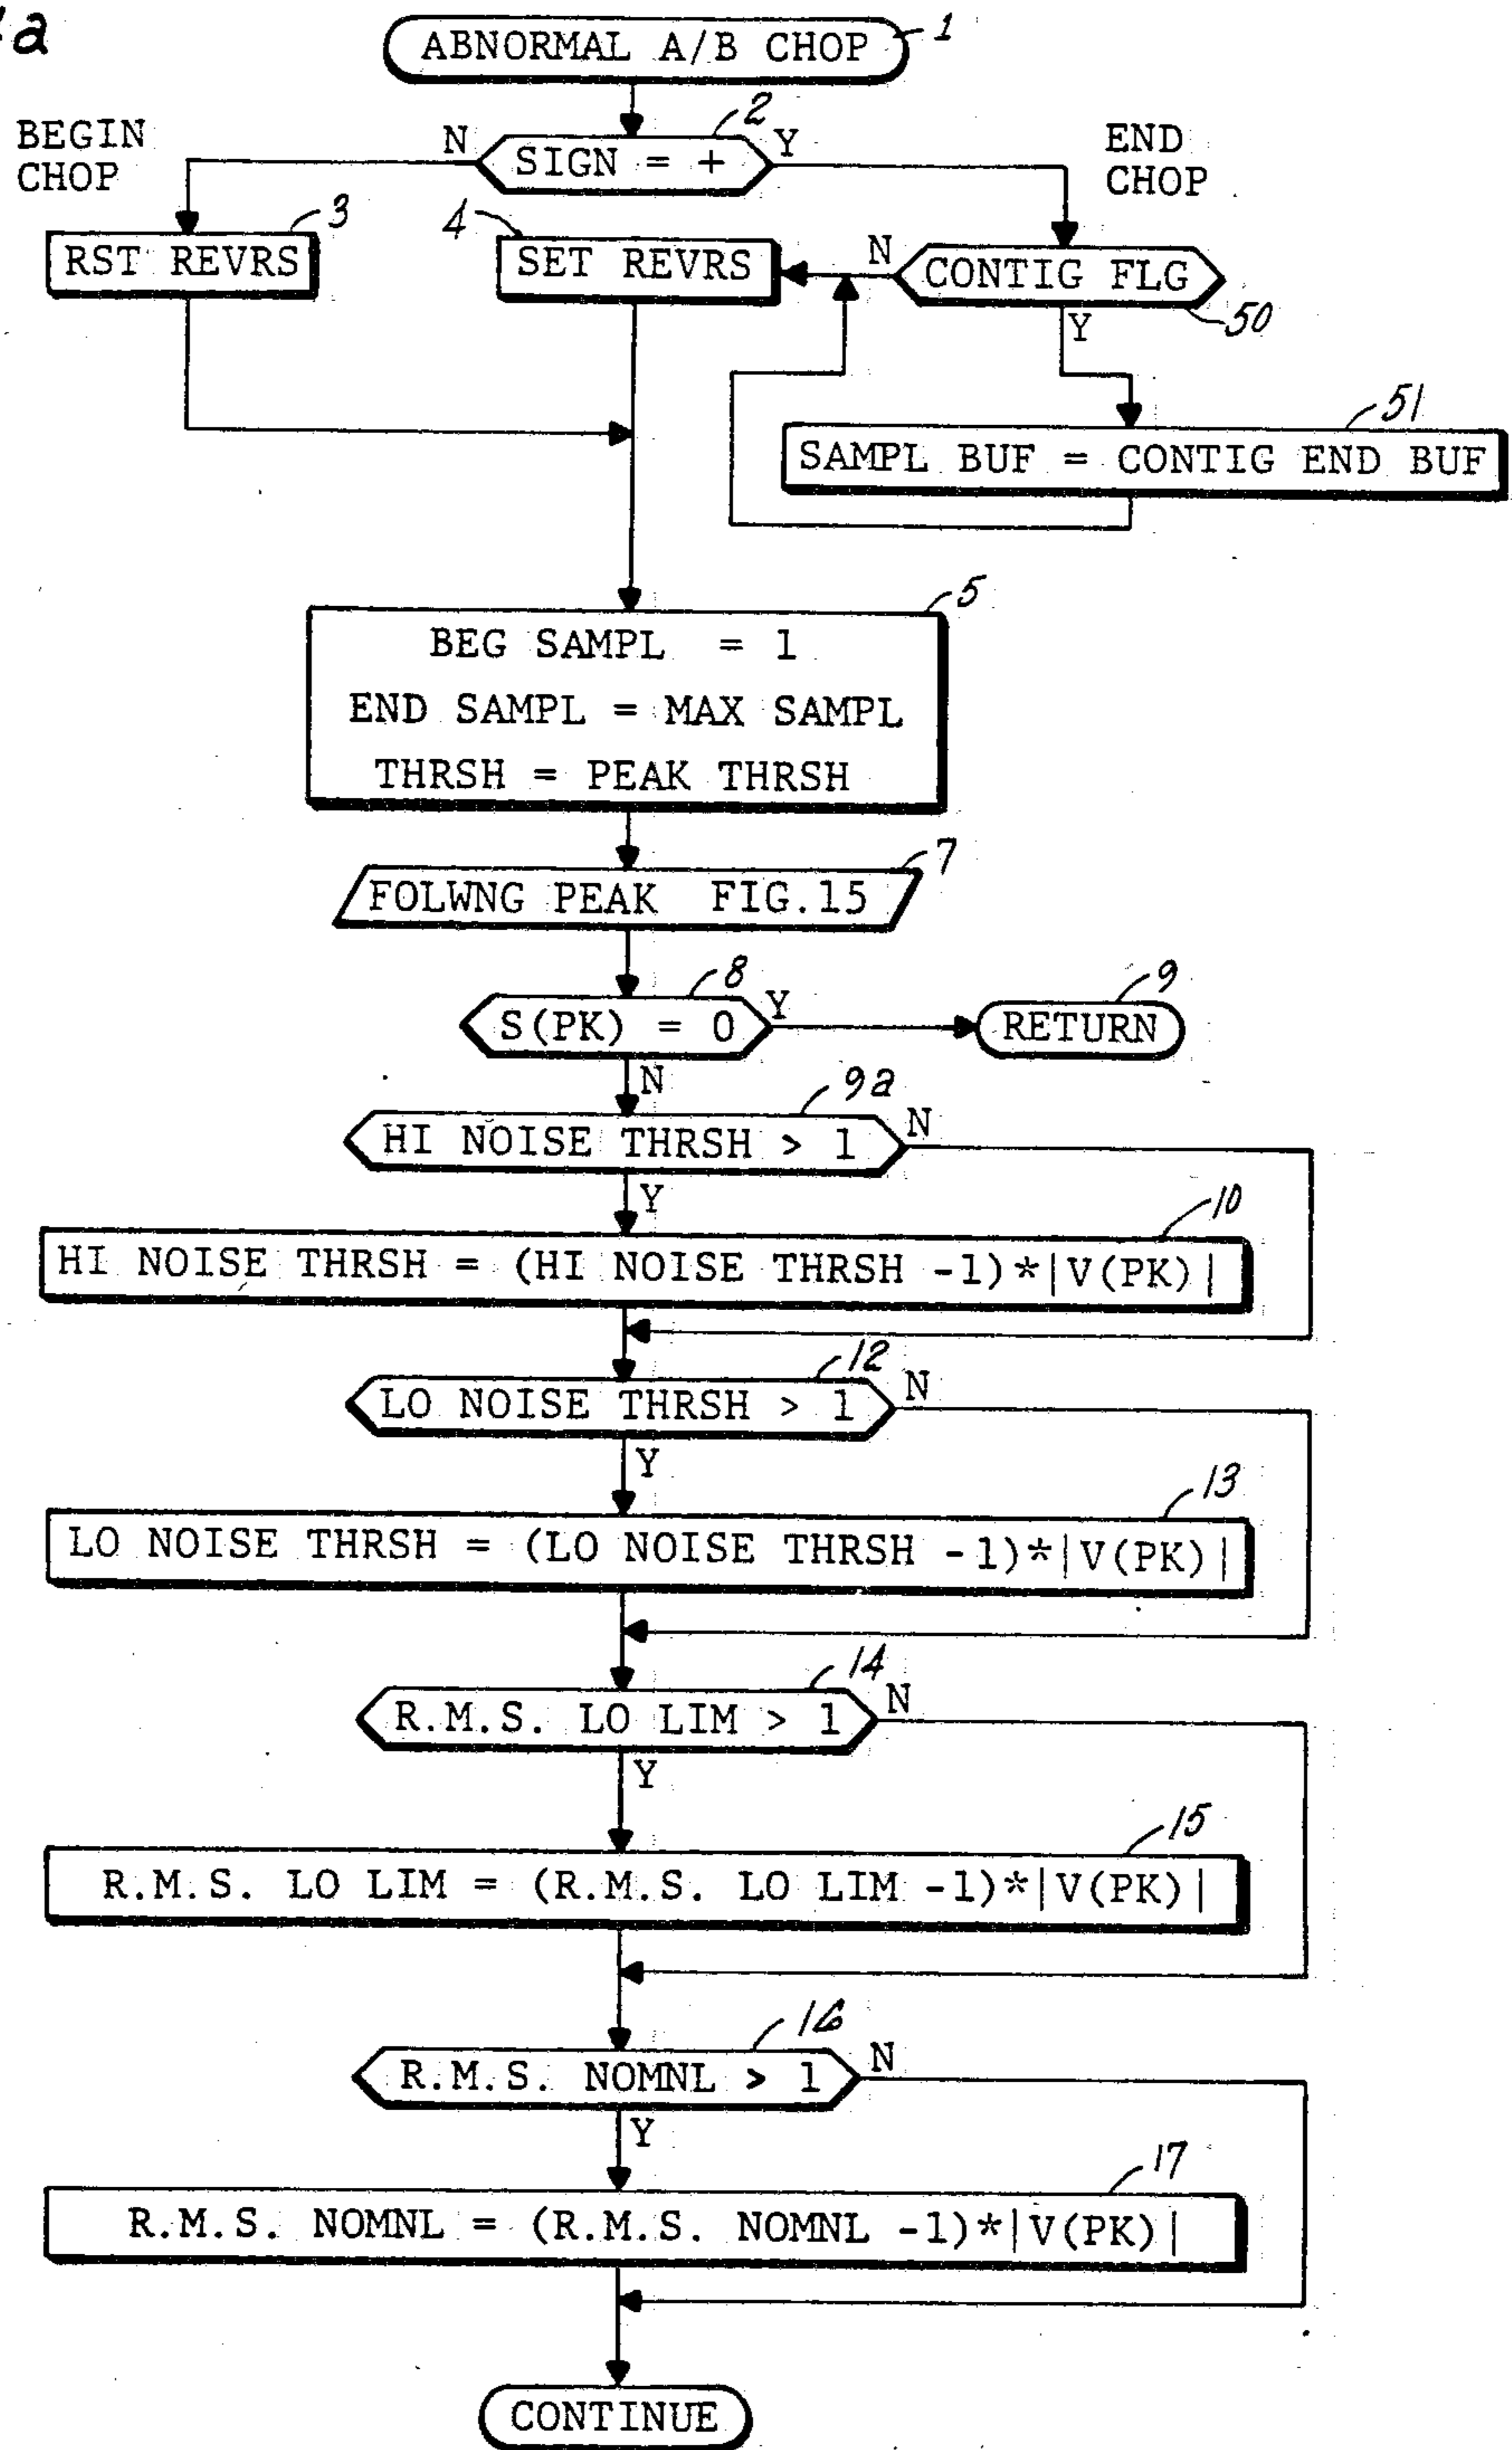 a
ABNORMAL A/B CHOP
1
2
BEGIN
CHOP
N
SIGN = +
Y
END
CHOP
3
RST REVRS
4
SET REVRS
N
CONTIG FLG
50
Y
51
SAMPL BUF = CONTIG END BUF
5
BEG SAMPL = 1
END SAMPL = MAX SAMPL
THRSH = PEAK THRSH
7
FOLWNG PEAK FIG.15
8
S(PK) = 0
Y
9
RETURN
N
9a
HI NOISE THRSH > 1
N
Y
10
HI NOISE THRSH = (HI NOISE THRSH -1)*|V(PK)|
12
LO NOISE THRSH > 1
N
Y
13
LO NOISE THRSH = (LO NOISE THRSH -1)*|V(PK)|
14
R.M.S. LO LIM > 1
N
Y
15
R.M.S. LO LIM = (R.M.S. LO LIM -1)*|V(PK)|
16
R.M.S. NOMNL > 1
N
Y
17
R.M.S. NOMNL = (R.M.S. NOMNL -1)*|V(PK)|
CONTINUE